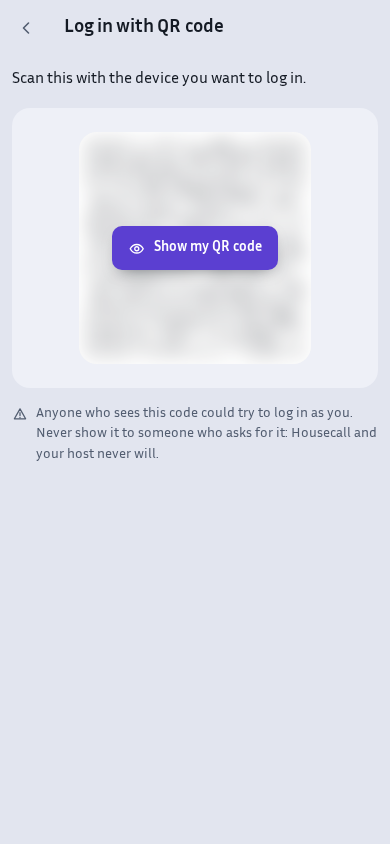 Log in with QR code
Scan this with the device you want to log in.
Show my QR code
Anyone who sees this code could try to log in as you.
Never show it to someone who asks for it: Housecall and
your host never will.